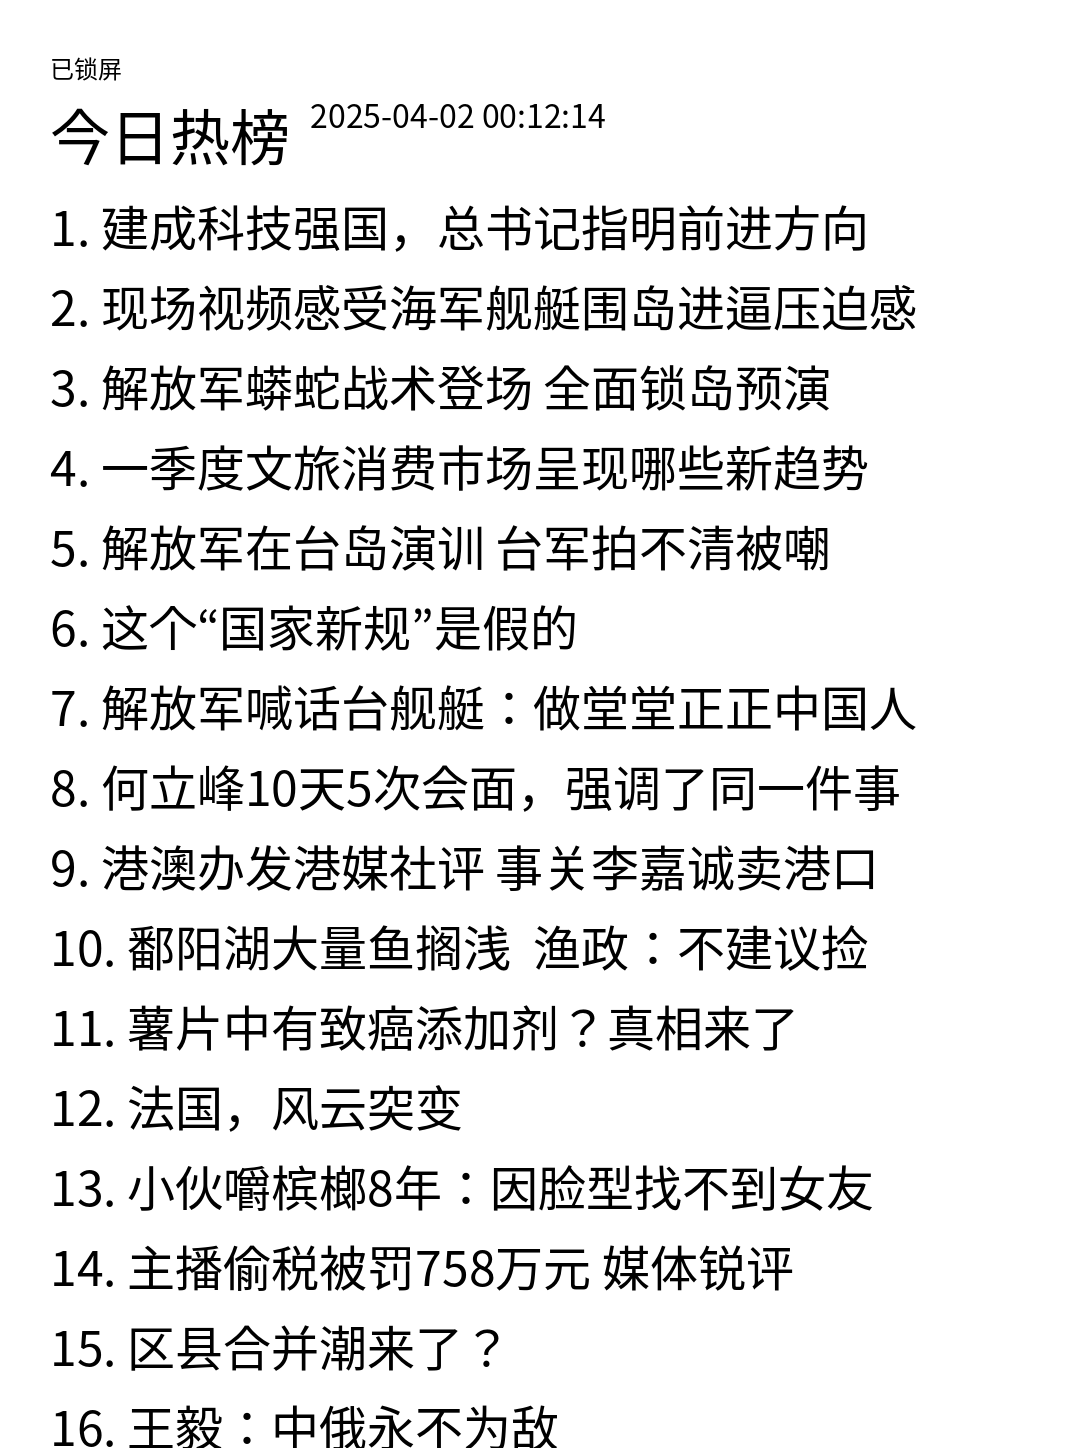 已锁屏
今日热榜 2025-04-02 00:12:14
1. 建成科技强国，总书记指明前进方向
2. 现场视频感受海军舰艇围岛进逼压迫感
3. 解放军蟒蛇战术登场 全面锁岛预演
4. 一季度文旅消费市场呈现哪些新趋势
5. 解放军在台岛演训 台军拍不清被嘲
6. 这个“国家新规”是假的
7. 解放军喊话台舰艇：做堂堂正正中国人
8. 何立峰10天5次会面，强调了同一件事
9. 港澳办发港媒社评 事关李嘉诚卖港口
10. 鄱阳湖大量鱼搁浅 渔政：不建议捡
11. 薯片中有致癌添加剂？真相来了
12. 法国，风云突变
13. 小伙嚼槟榔8年：因脸型找不到女友
14. 主播偷税被罚758万元 媒体锐评
15. 区县合并潮来了？
16. 王毅：中俄永不为敌